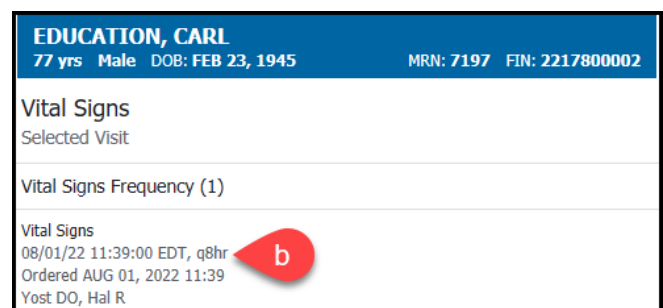 EDUCATION, CARL
77 yrs Male DOB: FEB 23, 1945 MRN: 7197 FIN: 2217800002
Vital Signs
Selected Visit
Vital Signs Frequency (1)
Vital Signs
08/01/22 11:39:00 EDT, q8hr b
Ordered AUG 01, 2022 11:39
Yost DO, Hal R